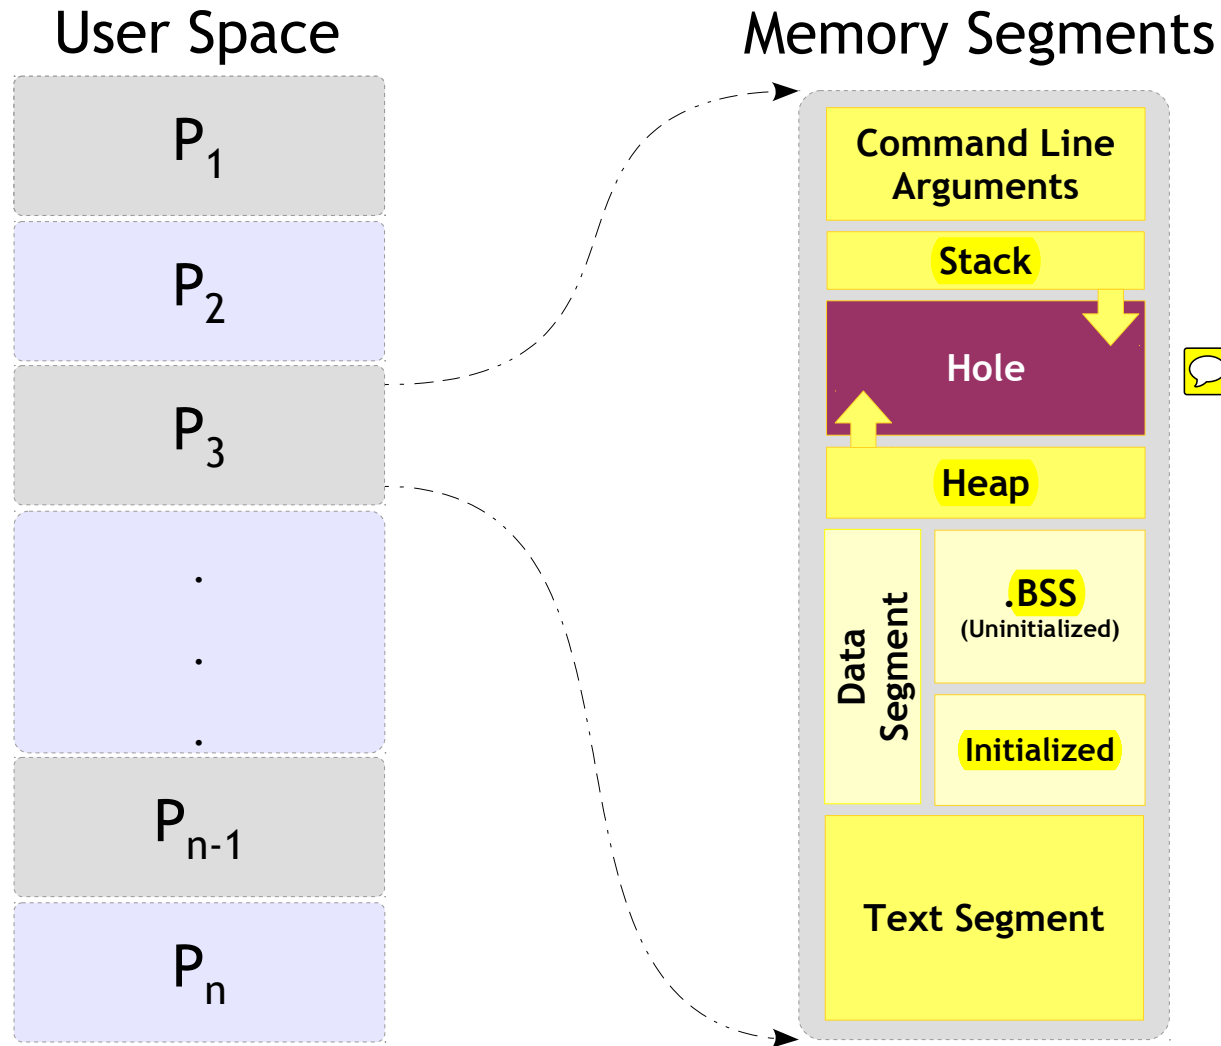 User Space
P1
P2
P3
.
.
.
Pn-1
Pn
Memory Segments
Command Line
Arguments
Stack
Hole
Heap
Data
Segment
.BSS
(Uninitialized)
Initialized
Text Segment